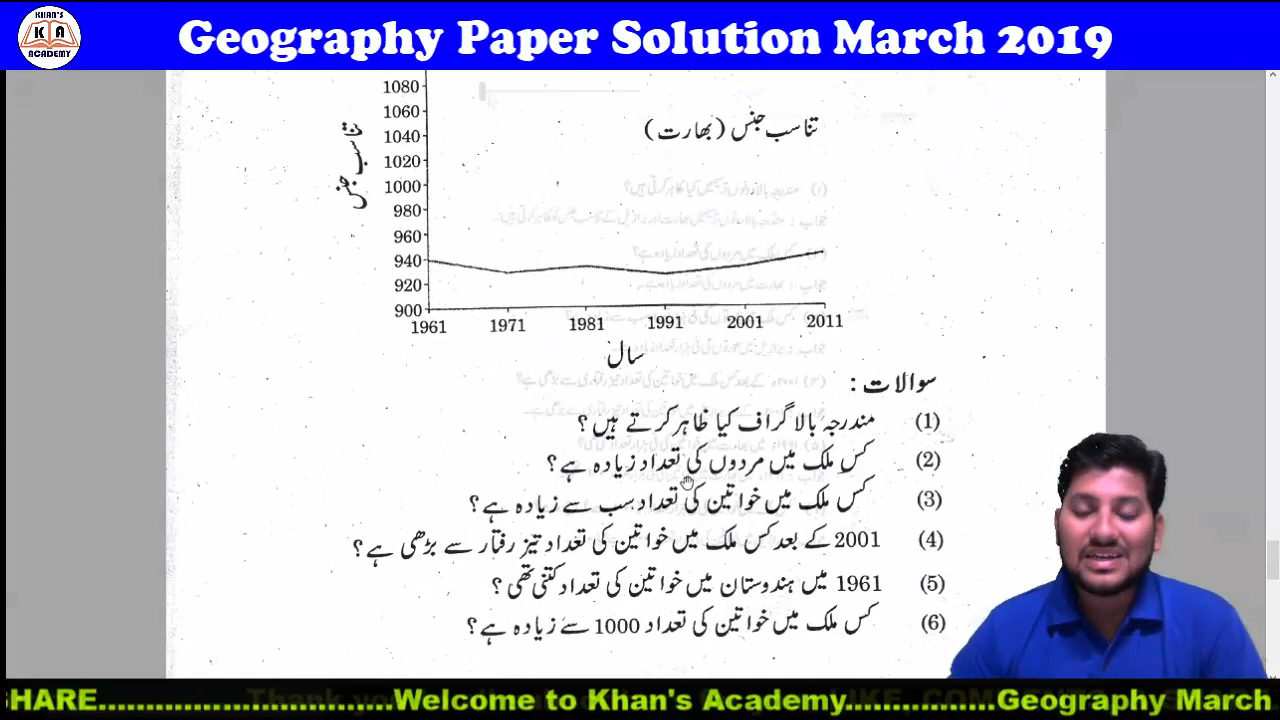 KHAN'S
K A
ACADEMY
Geography Paper Solution March 2019
1080
1060
1040
1020
1000
980
960
940
920
900
تناسب جنس
تناسب جنس (بھارت)
1961 1971 1981 1991 2001 2011
سال
سوالات :
(1) مندرجہ بالا گراف کیا ظاہر کرتے ہیں؟
(2) کس ملک میں مردوں کی تعداد زیادہ ہے؟
(3) کس ملک میں خواتین کی تعداد سب سے زیادہ ہے؟
(4) 2001 کے بعد کس ملک میں خواتین کی تعداد تیز رفتار سے بڑھی ہے؟
(5) 1961 میں ہندوستان میں خواتین کی تعداد کتنی تھی؟
(6) کس ملک میں خواتین کی تعداد 1000 سے زیادہ ہے؟
SHARE..................................Welcome to Khan's Academy..............Geography March